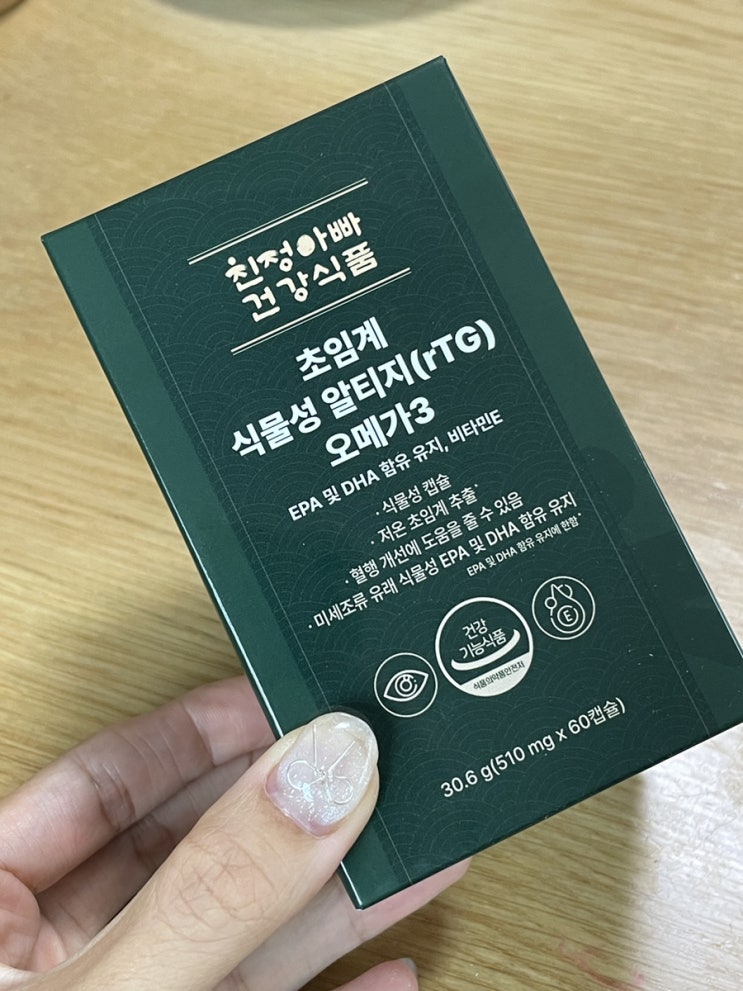 친정아빠
건강식품
초임계
식물성 알티지(rTG)
오메가3
EPA 및 DHA 함유 유지, 비타민E
· 식물성 캡슐 ·
· 저온 초임계 추출 ·
· 혈행 개선에 도움을 줄 수 있음
· 미세조류 유래 식물성 EPA 및 DHA 함유 유지 ·
EPA 및 DHA 함유 유지에 한함
건강
기능식품
식품의약품안전처
E
30.6 g(510 mg x 60캡슐)